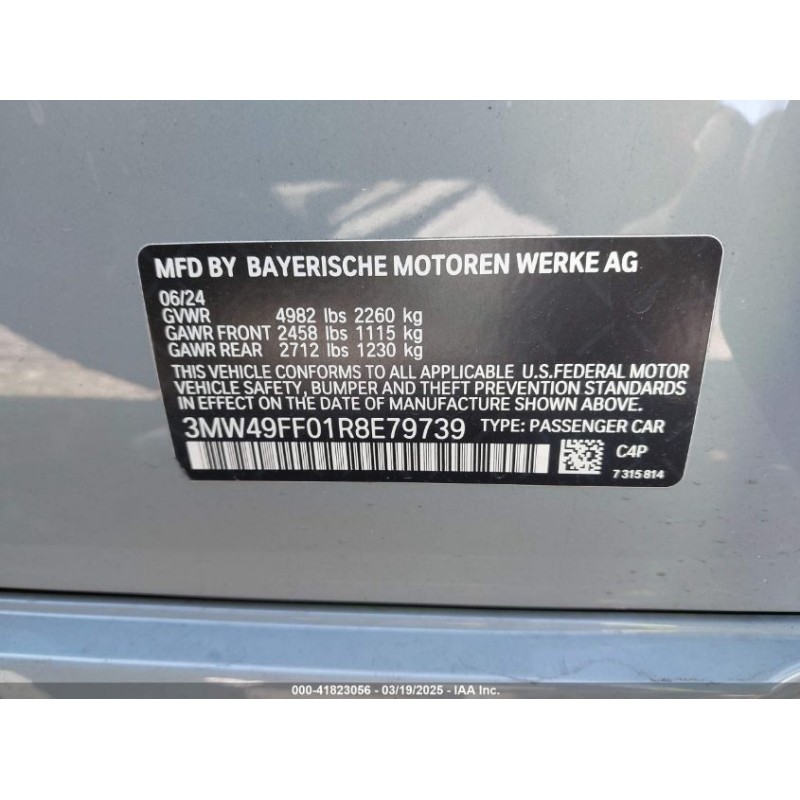 MFD BY BAYERISCHE MOTOREN WERKE AG
06/24
GVWR 4982 lbs 2260 kg
GAWR FRONT 2458 lbs 1115 kg
GAWR REAR 2712 lbs 1230 kg
THIS VEHICLE CONFORMS TO ALL APPLICABLE U.S.FEDERAL MOTOR
VEHICLE SAFETY, BUMPER AND THEFT PREVENTION STANDARDS
IN EFFECT ON THE DATE OF MANUFACTURE SHOWN ABOVE.
3MW49FF01R8E79739 TYPE: PASSENGER CAR
C4P
7315814
000-41823056 - 03/19/2025 - IAA Inc.